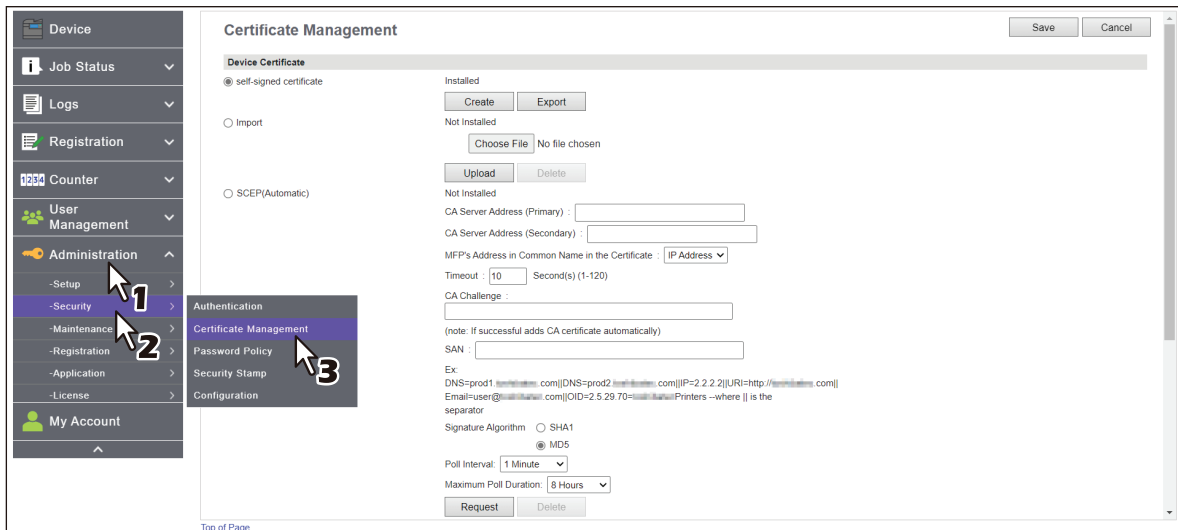 Device
Job Status
Logs
Registration
1234 Counter
User
Management
Administration
-Setup
-Security
-Maintenance
-Registration
-Application
-License
My Account
1
2
3
Authentication
Certificate Management
Password Policy
Security Stamp
Configuration
Certificate Management
Save Cancel
Device Certificate
self-signed certificate Installed
Create Export
Import Not Installed
Choose File No file chosen
Upload Delete
SCEP(Automatic) Not Installed
CA Server Address (Primary) :
CA Server Address (Secondary) :
MFP's Address in Common Name in the Certificate : IP Address
Timeout : 10 Second(s) (1-120)
CA Challenge :
(note: If successful adds CA certificate automatically)
SAN :
Ex:
DNS=prod1. .com||DNS=prod2. .com||IP=2.2.2.2||URI=http:// .com||
Email=user@ .com||OID=2.5.29.70= Printers --where || is the
separator
Signature Algorithm SHA1
MD5
Poll Interval: 1 Minute
Maximum Poll Duration: 8 Hours
Request Delete
Top of Page